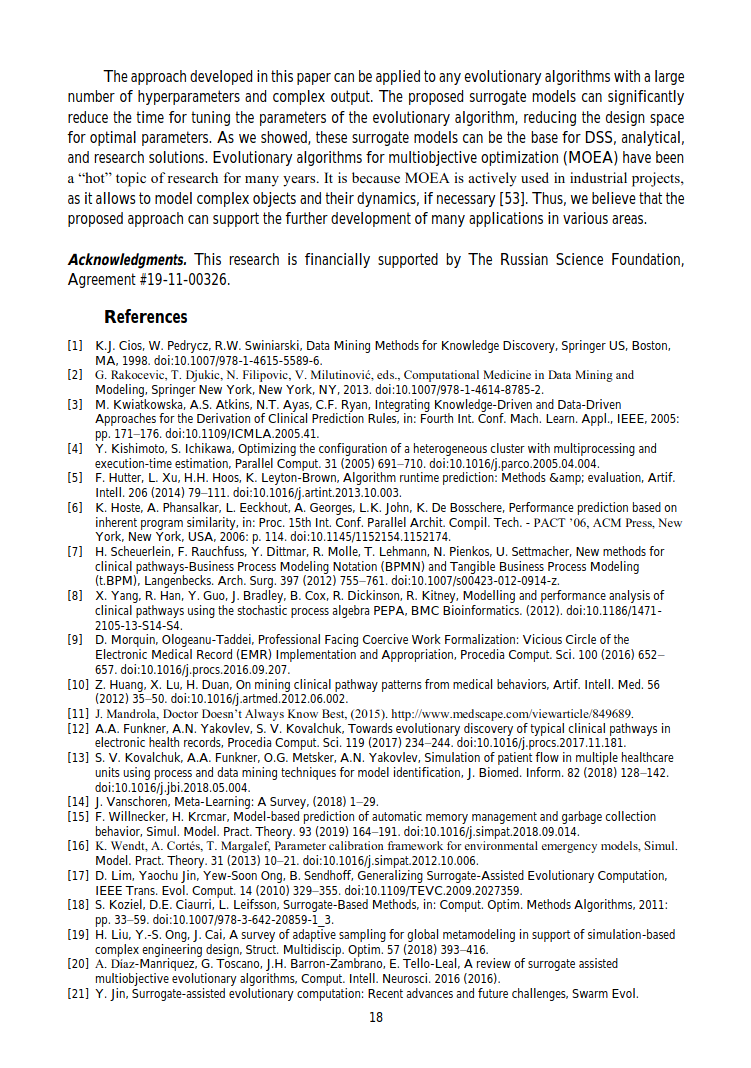 The approach developed in this paper can be applied to any evolutionary algorithms with a large
number of hyperparameters and complex output. The proposed surrogate models can significantly
reduce the time for tuning the parameters of the evolutionary algorithm, reducing the design space
for optimal parameters. As we showed, these surrogate models can be the base for DSS, analytical,
and research solutions. Evolutionary algorithms for multiobjective optimization (MOEA) have been
a “hot” topic of research for many years. It is because MOEA is actively used in industrial projects,
as it allows to model complex objects and their dynamics, if necessary [53]. Thus, we believe that the
proposed approach can support the further development of many applications in various areas.
Acknowledgments. This research is financially supported by The Russian Science Foundation,
Agreement #19-11-00326.
References
[1] K.J. Cios, W. Pedrycz, R.W. Swiniarski, Data Mining Methods for Knowledge Discovery, Springer US, Boston,
MA, 1998. doi:10.1007/978-1-4615-5589-6.
[2] G. Rakocevic, T. Djukic, N. Filipovic, V. Milutinović, eds., Computational Medicine in Data Mining and
Modeling, Springer New York, New York, NY, 2013. doi:10.1007/978-1-4614-8785-2.
[3] M. Kwiatkowska, A.S. Atkins, N.T. Ayas, C.F. Ryan, Integrating Knowledge-Driven and Data-Driven
Approaches for the Derivation of Clinical Prediction Rules, in: Fourth Int. Conf. Mach. Learn. Appl., IEEE, 2005:
pp. 171–176. doi:10.1109/ICMLA.2005.41.
[4] Y. Kishimoto, S. Ichikawa, Optimizing the configuration of a heterogeneous cluster with multiprocessing and
execution-time estimation, Parallel Comput. 31 (2005) 691–710. doi:10.1016/j.parco.2005.04.004.
[5] F. Hutter, L. Xu, H.H. Hoos, K. Leyton-Brown, Algorithm runtime prediction: Methods &amp; evaluation, Artif.
Intell. 206 (2014) 79–111. doi:10.1016/j.artint.2013.10.003.
[6] K. Hoste, A. Phansalkar, L. Eeckhout, A. Georges, L.K. John, K. De Bosschere, Performance prediction based on
inherent program similarity, in: Proc. 15th Int. Conf. Parallel Archit. Compil. Tech. - PACT ’06, ACM Press, New
York, New York, USA, 2006: p. 114. doi:10.1145/1152154.1152174.
[7] H. Scheuerlein, F. Rauchfuss, Y. Dittmar, R. Molle, T. Lehmann, N. Pienkos, U. Settmacher, New methods for
clinical pathways-Business Process Modeling Notation (BPMN) and Tangible Business Process Modeling
(t.BPM), Langenbecks. Arch. Surg. 397 (2012) 755–761. doi:10.1007/s00423-012-0914-z.
[8] X. Yang, R. Han, Y. Guo, J. Bradley, B. Cox, R. Dickinson, R. Kitney, Modelling and performance analysis of
clinical pathways using the stochastic process algebra PEPA, BMC Bioinformatics. (2012). doi:10.1186/1471-
2105-13-S14-S4.
[9] D. Morquin, Ologeanu-Taddei, Professional Facing Coercive Work Formalization: Vicious Circle of the
Electronic Medical Record (EMR) Implementation and Appropriation, Procedia Comput. Sci. 100 (2016) 652–
657. doi:10.1016/j.procs.2016.09.207.
[10] Z. Huang, X. Lu, H. Duan, On mining clinical pathway patterns from medical behaviors, Artif. Intell. Med. 56
(2012) 35–50. doi:10.1016/j.artmed.2012.06.002.
[11] J. Mandrola, Doctor Doesn’t Always Know Best, (2015). http://www.medscape.com/viewarticle/849689.
[12] A.A. Funkner, A.N. Yakovlev, S. V. Kovalchuk, Towards evolutionary discovery of typical clinical pathways in
electronic health records, Procedia Comput. Sci. 119 (2017) 234–244. doi:10.1016/j.procs.2017.11.181.
[13] S. V. Kovalchuk, A.A. Funkner, O.G. Metsker, A.N. Yakovlev, Simulation of patient flow in multiple healthcare
units using process and data mining techniques for model identification, J. Biomed. Inform. 82 (2018) 128–142.
doi:10.1016/j.jbi.2018.05.004.
[14] J. Vanschoren, Meta-Learning: A Survey, (2018) 1–29.
[15] F. Willnecker, H. Krcmar, Model-based prediction of automatic memory management and garbage collection
behavior, Simul. Model. Pract. Theory. 93 (2019) 164–191. doi:10.1016/j.simpat.2018.09.014.
[16] K. Wendt, A. Cortés, T. Margalef, Parameter calibration framework for environmental emergency models, Simul.
Model. Pract. Theory. 31 (2013) 10–21. doi:10.1016/j.simpat.2012.10.006.
[17] D. Lim, Yaochu Jin, Yew-Soon Ong, B. Sendhoff, Generalizing Surrogate-Assisted Evolutionary Computation,
IEEE Trans. Evol. Comput. 14 (2010) 329–355. doi:10.1109/TEVC.2009.2027359.
[18] S. Koziel, D.E. Ciaurri, L. Leifsson, Surrogate-Based Methods, in: Comput. Optim. Methods Algorithms, 2011:
pp. 33–59. doi:10.1007/978-3-642-20859-1_3.
[19] H. Liu, Y.-S. Ong, J. Cai, A survey of adaptive sampling for global metamodeling in support of simulation-based
complex engineering design, Struct. Multidiscip. Optim. 57 (2018) 393–416.
[20] A. Díaz-Manríquez, G. Toscano, J.H. Barron-Zambrano, E. Tello-Leal, A review of surrogate assisted
multiobjective evolutionary algorithms, Comput. Intell. Neurosci. 2016 (2016).
[21] Y. Jin, Surrogate-assisted evolutionary computation: Recent advances and future challenges, Swarm Evol.
18